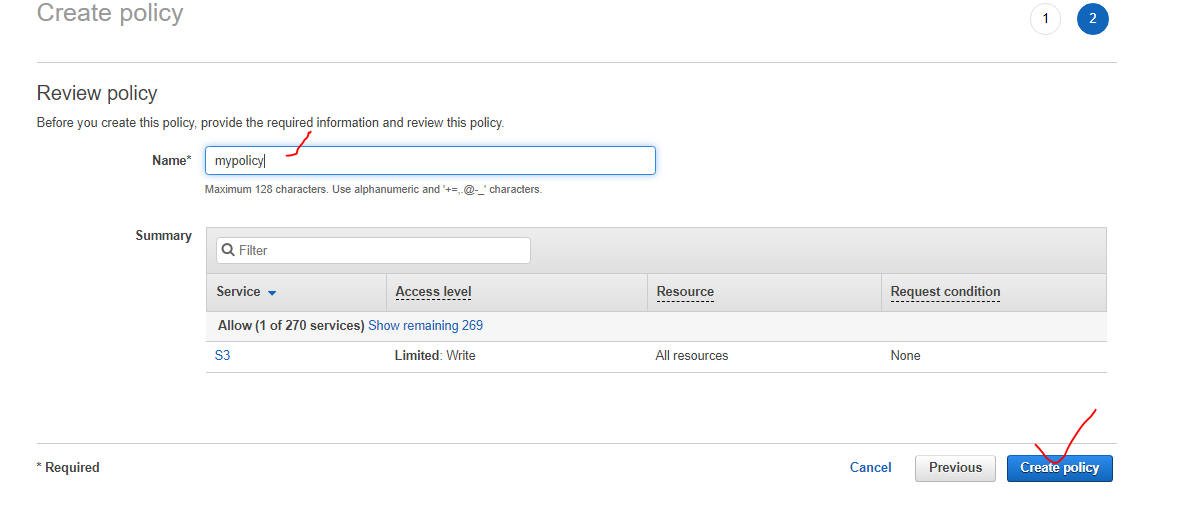 Create policy
1
2
Review policy
Before you create this policy, provide the required information and review this policy.
Name*
mypolicy
Maximum 128 characters. Use alphanumeric and '+=,.@-_' characters.
Summary
Filter
Service Access level Resource Request condition
Allow (1 of 270 services) Show remaining 269
S3 Limited: Write All resources None
* Required
Cancel Previous Create policy